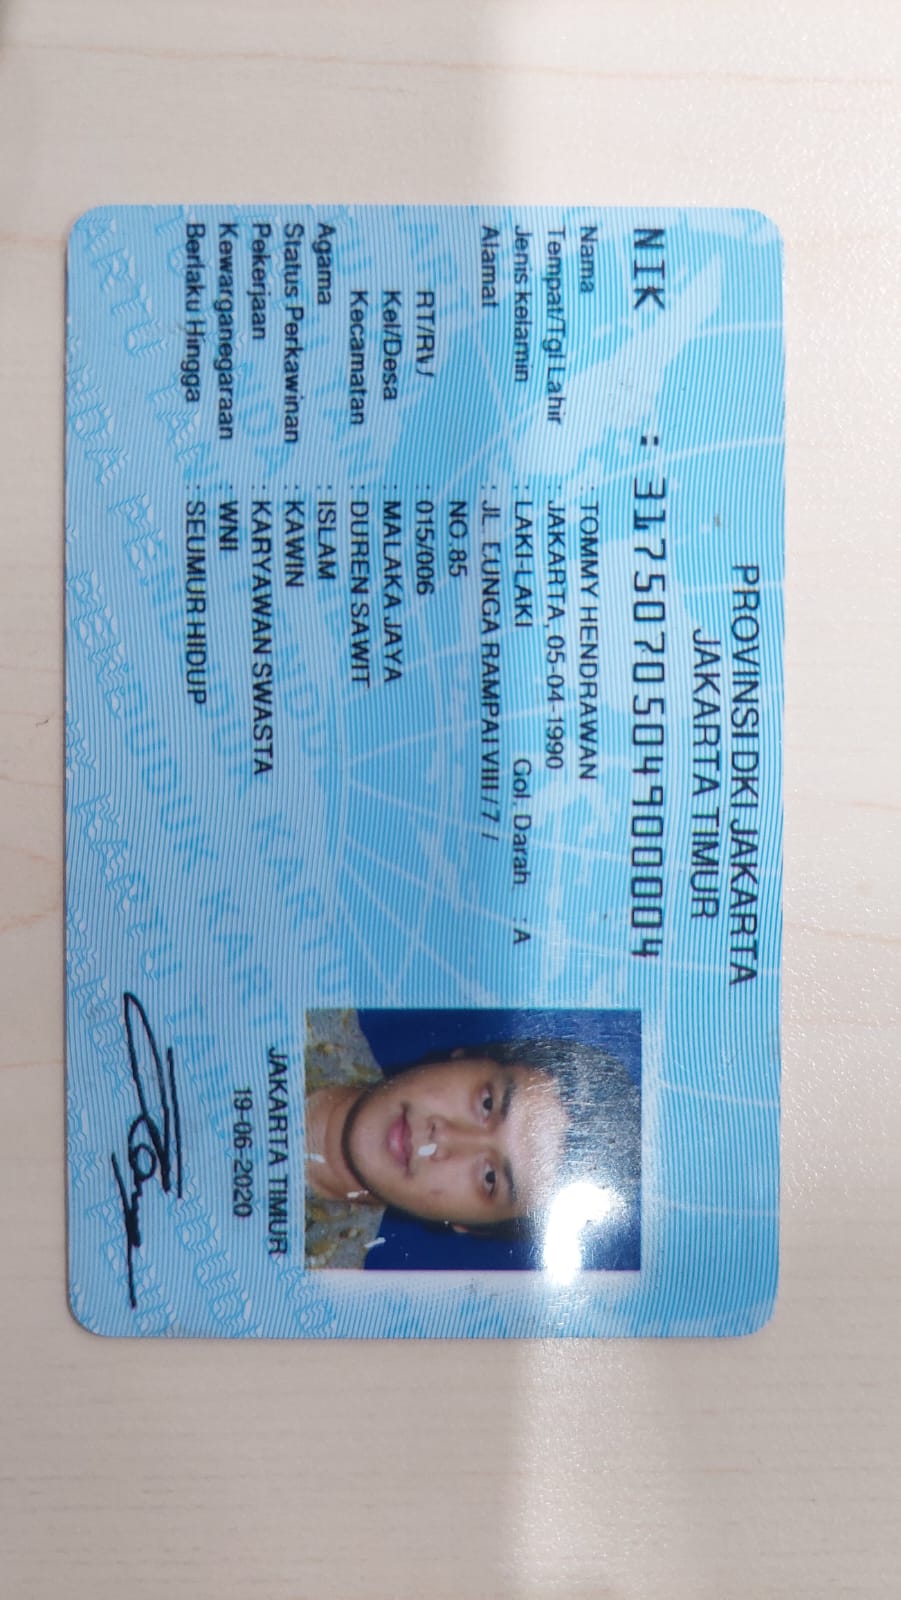 PROVINSI DKI JAKARTA
JAKARTA TIMUR
NIK : 3175070504900004
Nama : TOMMY HENDRAWAN
Tempat/Tgl Lahir : JAKARTA, 05-04-1990
Jenis kelamin : LAKI-LAKI Gol. Darah : A
Alamat : JL. BUNGA RAMPAI VIII / 7 /
NO.85
RT/RW : 015/006
Kel/Desa : MALAKA JAYA
Kecamatan : DUREN SAWIT
Agama : ISLAM
Status Perkawinan : KAWIN
Pekerjaan : KARYAWAN SWASTA
Kewarganegaraan : WNI
Berlaku Hingga : SEUMUR HIDUP
JAKARTA TIMUR
19-06-2020